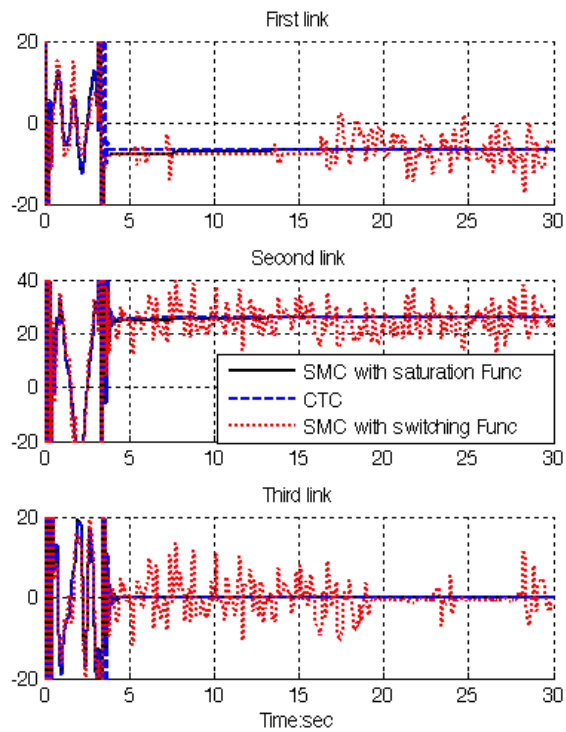 First link
20
0
-20
0 5 10 15 20 25 30
Second link
40
20
0
-20
SMC with saturation Func
CTC
SMC with switching Func
0 5 10 15 20 25 30
Third link
20
0
-20
0 5 10 15 20 25 30
Time:sec